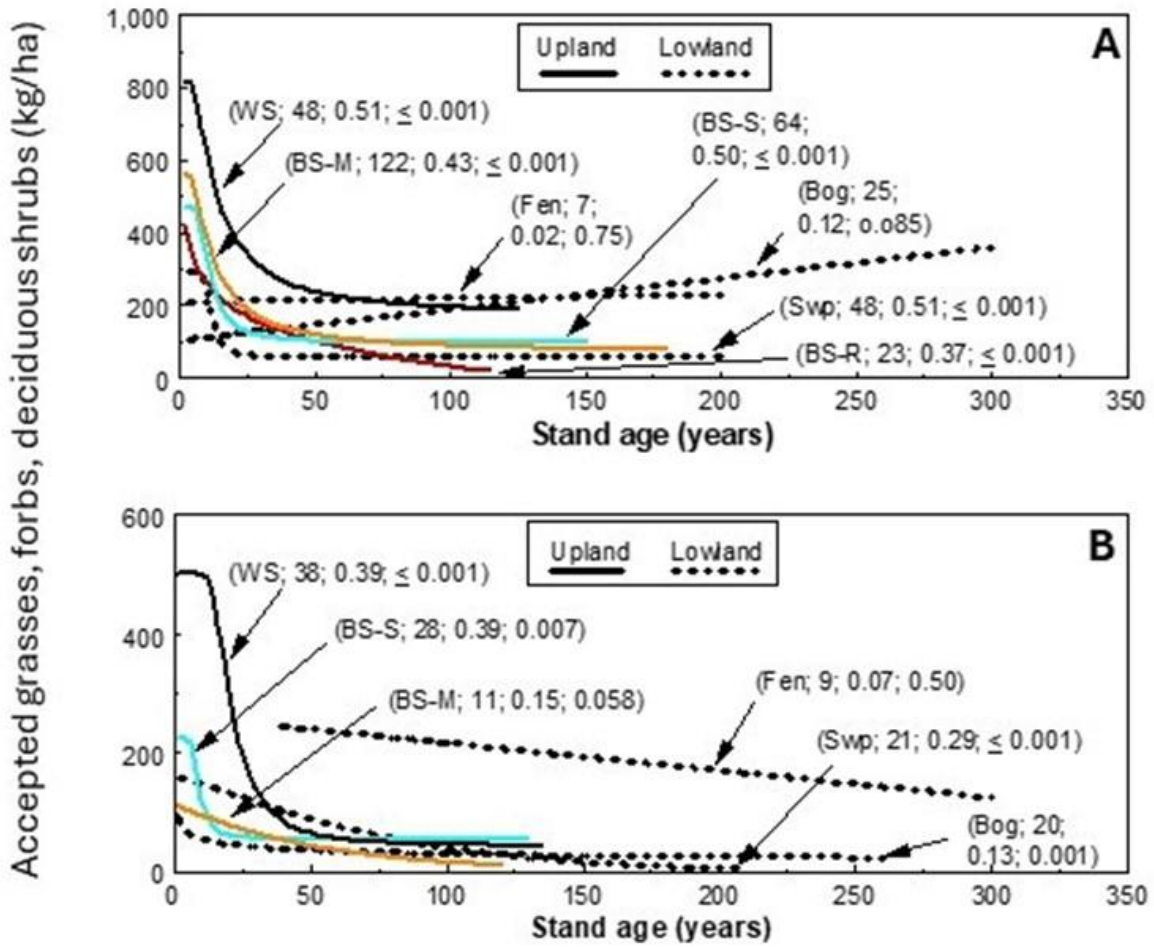 Accepted grasses, forbs, deciduous shrubs (kg/ha)
A
Upland Lowland
1,000
800
600
400
200
0
(WS; 48; 0.51; ≤ 0.001)
(BS-M; 122; 0.43; ≤ 0.001)
(Fen; 7;
0.02; 0.75)
(BS-S; 64;
0.50; ≤ 0.001)
(Bog; 25;
0.12; o.o85)
(Swp; 48; 0.51; ≤ 0.001)
(BS-R; 23; 0.37; ≤ 0.001)
0 50 100 150 200 250 300 350
Stand age (years)
B
Upland Lowland
600
400
200
0
(WS; 38; 0.39; ≤ 0.001)
(BS-S; 28; 0.39; 0.007)
(BS-M; 11; 0.15; 0.058)
(Fen; 9; 0.07; 0.50)
(Swp; 21; 0.29; ≤ 0.001)
(Bog; 20;
0.13; 0.001)
0 50 100 150 200 250 300 350
Stand age (years)